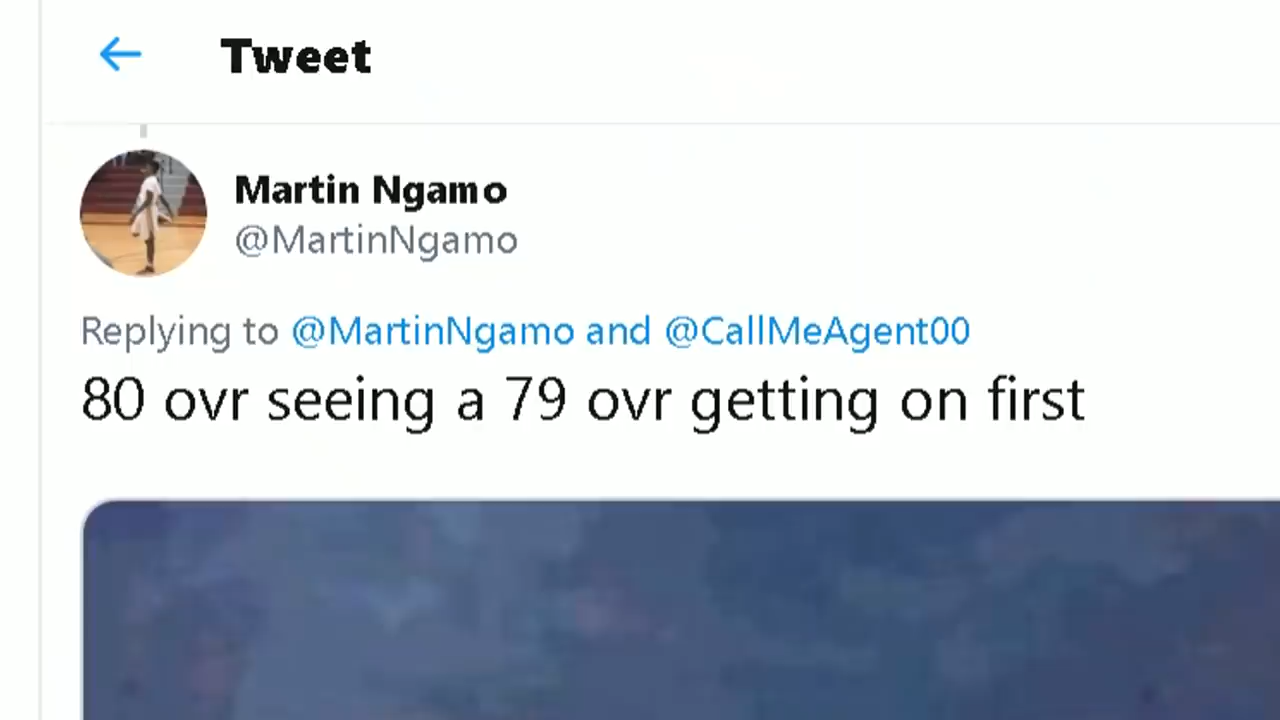 Tweet
Martin Ngamo
@MartinNgamo
Replying to @MartinNgamo and @CallMeAgent00
80 ovr seeing a 79 ovr getting on first